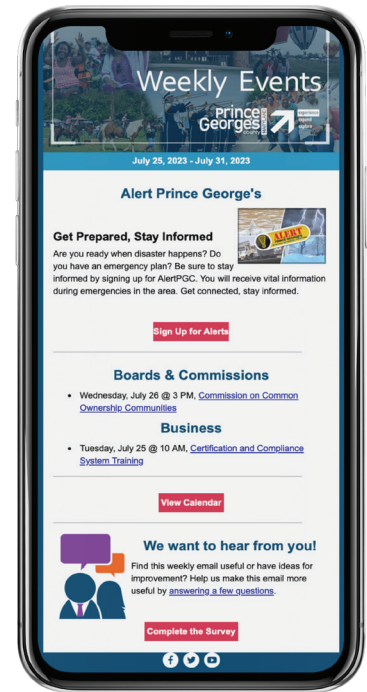 Weekly Events
Prince
George's
county
experience
expand
explore
July 25, 2023 - July 31, 2023
Alert Prince George's
ALERT
Get Prepared, Stay Informed
Are you ready when disaster happens? Do
you have an emergency plan? Be sure to stay
informed by signing up for AlertPGC. You will receive vital information
during emergencies in the area. Get connected, stay informed.
Sign Up for Alerts
Boards & Commissions
• Wednesday, July 26 @ 3 PM, Commission on Common
Ownership Communities
Business
• Tuesday, July 25 @ 10 AM, Certification and Compliance
System Training
View Calendar
We want to hear from you!
Find this weekly email useful or have ideas for
improvement? Help us make this email more
useful by answering a few questions.
Complete the Survey